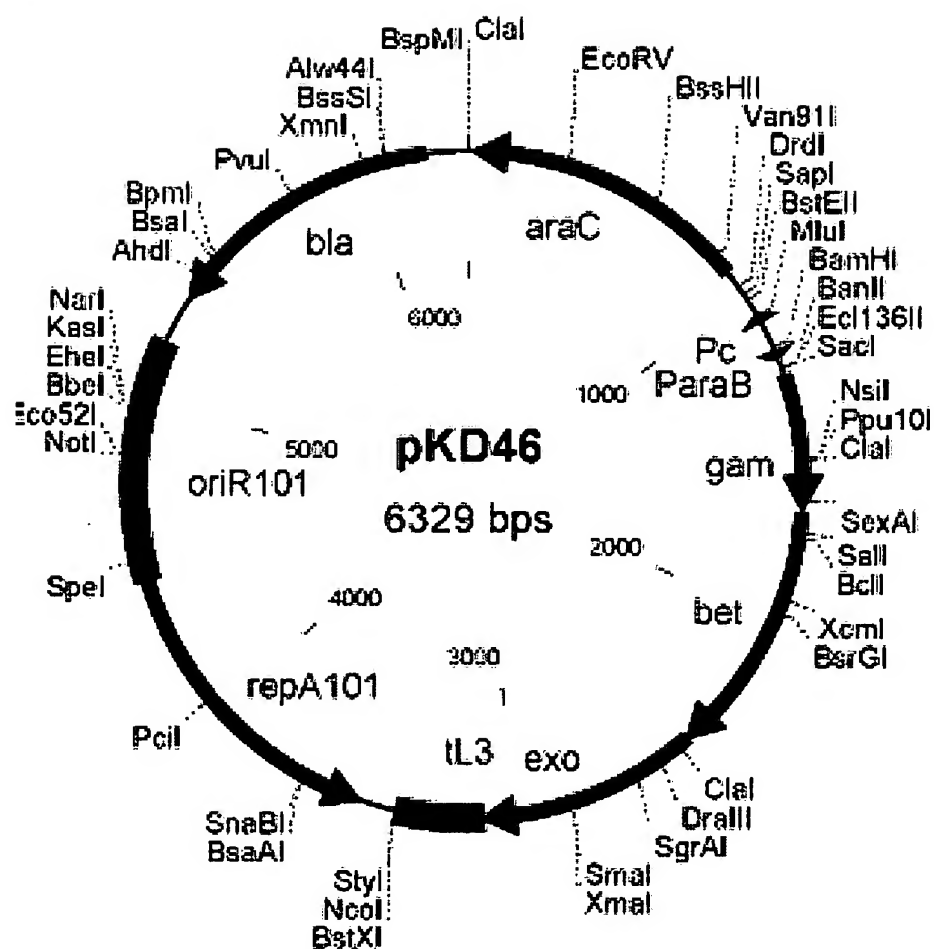 BspMI
ClaI
Alw44I
BssSI
XmnI
PvuI
BpmI
BsaI
AhdI
NarI
KasI
EheI
BbeI
Eco52I
NotI
SpeI
PciI
SnaBI
BsaAI
StyI
NcoI
BstXI
EcoRV
BssHII
Van91I
DrdI
SapI
BstEII
MluI
BamHI
BanII
Ecl136II
SacI
NsiI
Ppu10I
ClaI
SexAI
SalI
BclI
XcmI
BsrGI
ClaI
DraIII
SgrAI
SmaI
XmaI
bla
araC
Pc
ParaB
gam
bet
exo
tL3
repA101
oriR101
6000
1000
2000
3000
4000
5000
pKD46
6329 bps